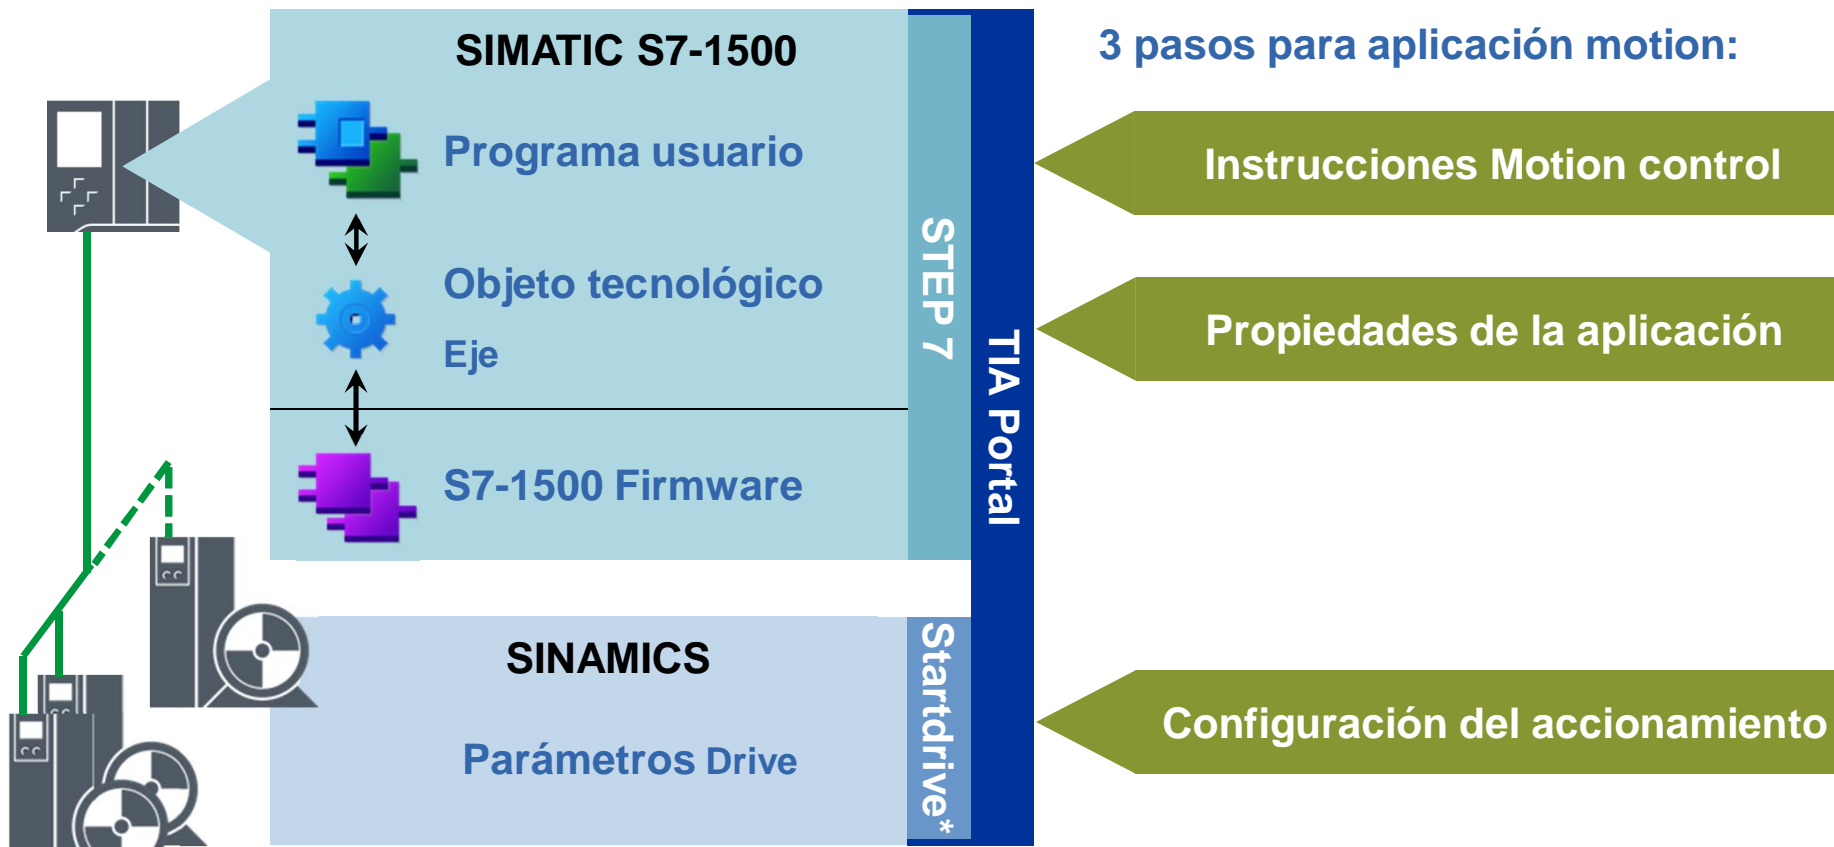 SIMATIC S7-1500
3 pasos para aplicación motion:
Programa usuario
Instrucciones Motion control
Objeto tecnológico
Eje
Propiedades de la aplicación
STEP 7
TIA Portal
S7-1500 Firmware
SINAMICS
Parámetros Drive
Startdrive*
Configuración del accionamiento